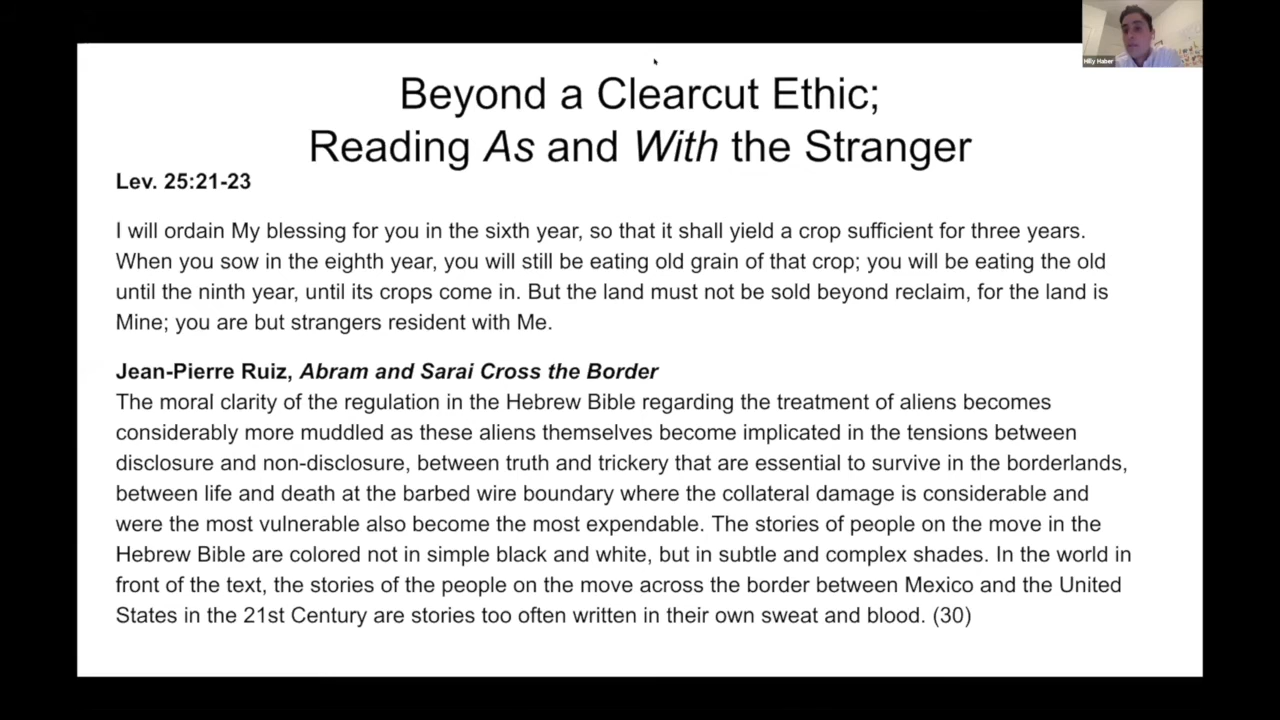 Beyond a Clearcut Ethic;
Reading As and With the Stranger
Lev. 25:21-23
I will ordain My blessing for you in the sixth year, so that it shall yield a crop sufficient for three years.
When you sow in the eighth year, you will still be eating old grain of that crop; you will be eating the old
until the ninth year, until its crops come in. But the land must not be sold beyond reclaim, for the land is
Mine; you are but strangers resident with Me.
Jean-Pierre Ruiz, Abram and Sarai Cross the Border
The moral clarity of the regulation in the Hebrew Bible regarding the treatment of aliens becomes
considerably more muddled as these aliens themselves become implicated in the tensions between
disclosure and non-disclosure, between truth and trickery that are essential to survive in the borderlands,
between life and death at the barbed wire boundary where the collateral damage is considerable and
were the most vulnerable also become the most expendable. The stories of people on the move in the
Hebrew Bible are colored not in simple black and white, but in subtle and complex shades. In the world in
front of the text, the stories of the people on the move across the border between Mexico and the United
States in the 21st Century are stories too often written in their own sweat and blood. (30)
Hilly Haber